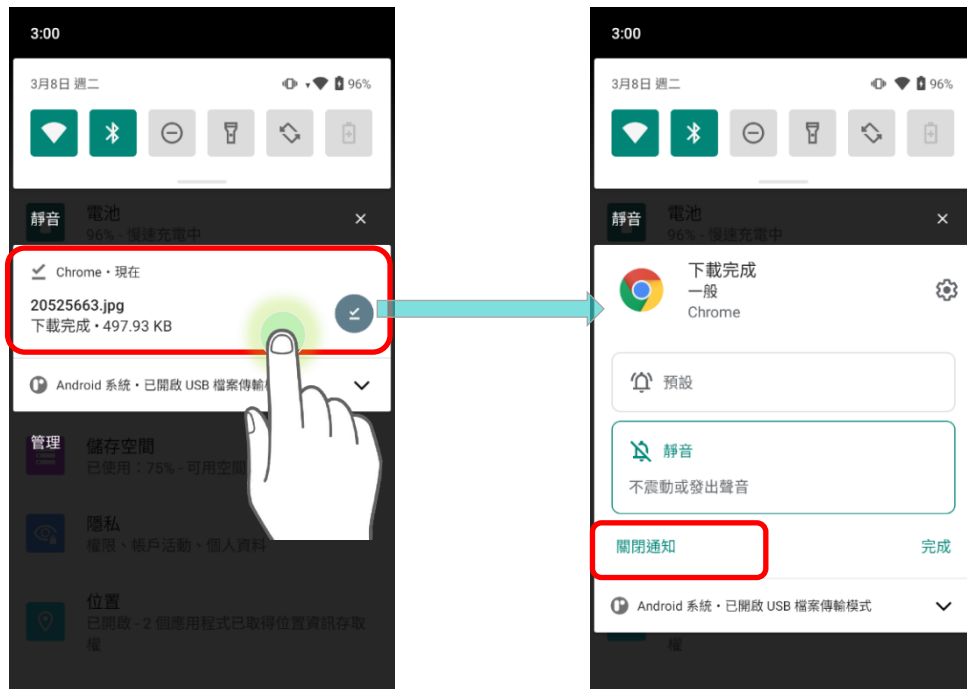 3:00
3月8日 週二
96%
靜音
電池
96% - 慢速充電中
Chrome・現在
20525663.jpg
下載完成・497.93 KB
Android 系統・已開啟 USB 檔案傳輸
管理
儲存空間
已使用：75% - 可用空間
隱私
權限、帳戶活動、個人資料
位置
已開啟 - 2 個應用程式已取得位置資訊存取
權
3:00
3月8日 週二
96%
靜音
電池
96% - 慢速充電中
下載完成
一般
Chrome
預設
靜音
不震動或發出聲音
關閉通知
完成
Android 系統・已開啟 USB 檔案傳輸模式
權